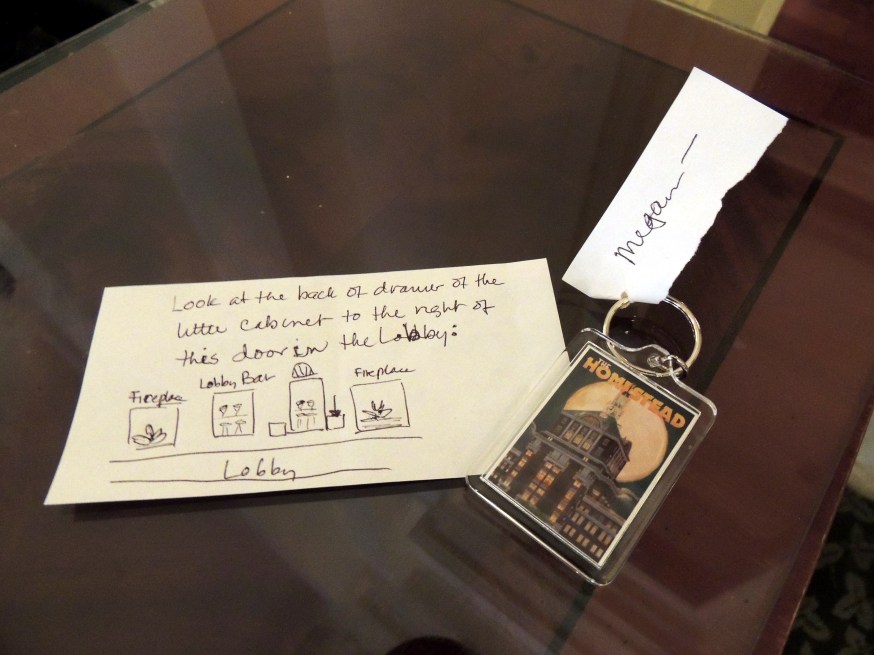 Look at the back of drawer of the
little cabinet to the right of
this door in the Lobby:
Fireplace
Lobby Bar
Fireplace
Lobby
Megan —
THE
HOMESTEAD